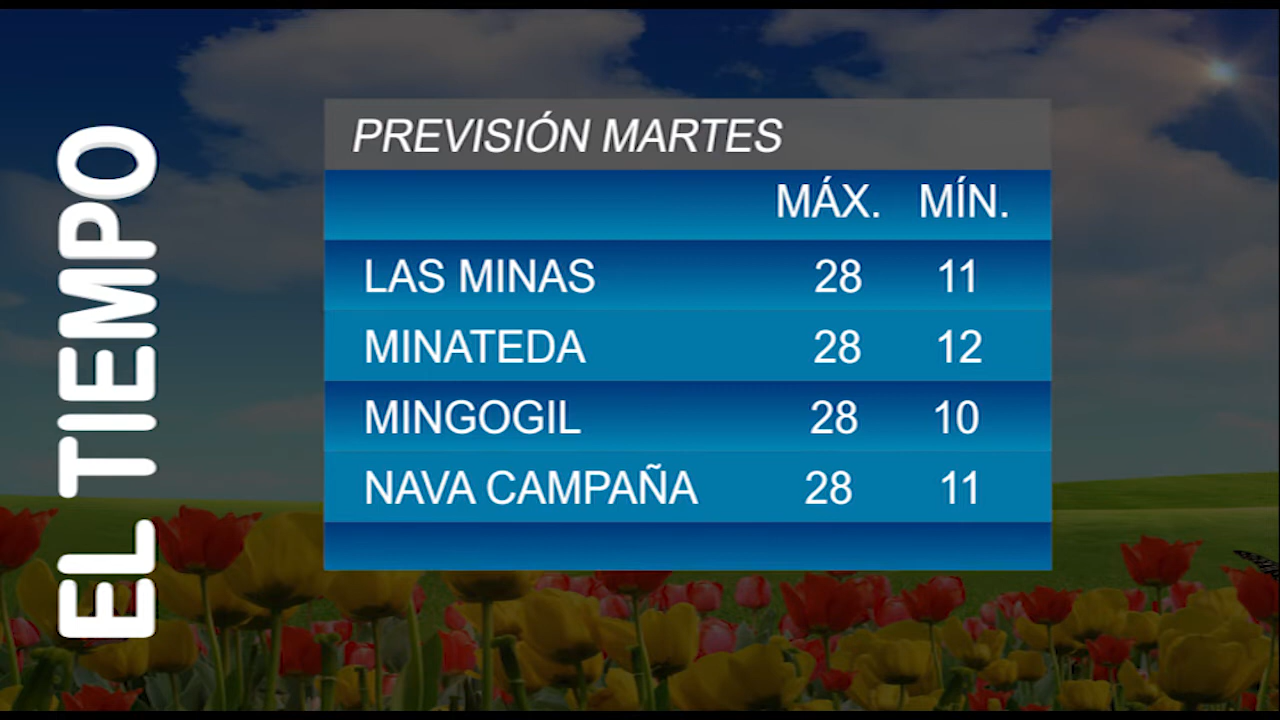 EL TIEMPO
PREVISIÓN MARTES
MÁX. MÍN.
LAS MINAS 28 11
MINATEDA 28 12
MINGOGIL 28 10
NAVA CAMPAÑA 28 11